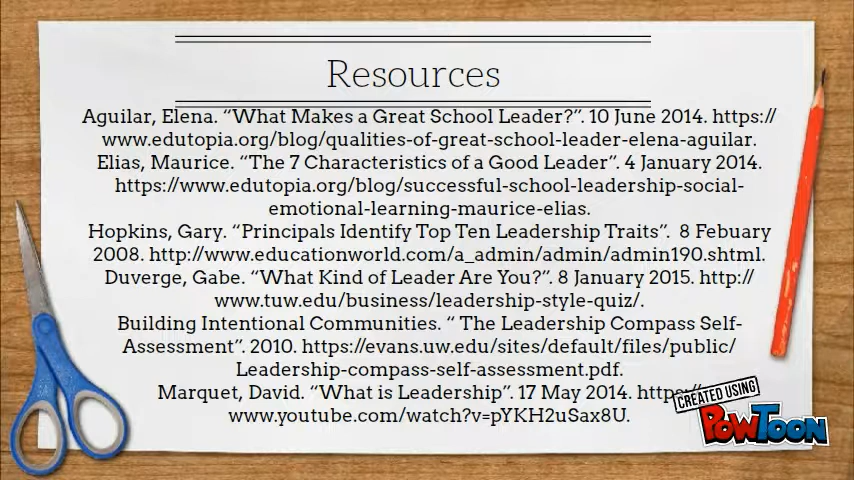 Resources
Aguilar, Elena. “What Makes a Great School Leader?”. 10 June 2014. https://
www.edutopia.org/blog/qualities-of-great-school-leader-elena-aguilar.
Elias, Maurice. “The 7 Characteristics of a Good Leader”. 4 January 2014.
https://www.edutopia.org/blog/successful-school-leadership-social-
emotional-learning-maurice-elias.
Hopkins, Gary. “Principals Identify Top Ten Leadership Traits”. 8 Febuary
2008. http://www.educationworld.com/a_admin/admin/admin190.shtml.
Duverge, Gabe. “What Kind of Leader Are You?”. 8 January 2015. http://
www.tuw.edu/business/leadership-style-quiz/.
Building Intentional Communities. “ The Leadership Compass Self-
Assessment”. 2010. https://evans.uw.edu/sites/default/files/public/
Leadership-compass-self-assessment.pdf.
Marquet, David. “What is Leadership”. 17 May 2014.
www.youtube.com/watch?v=pYKH2uSax8U.
CREATED USING
POWTOON